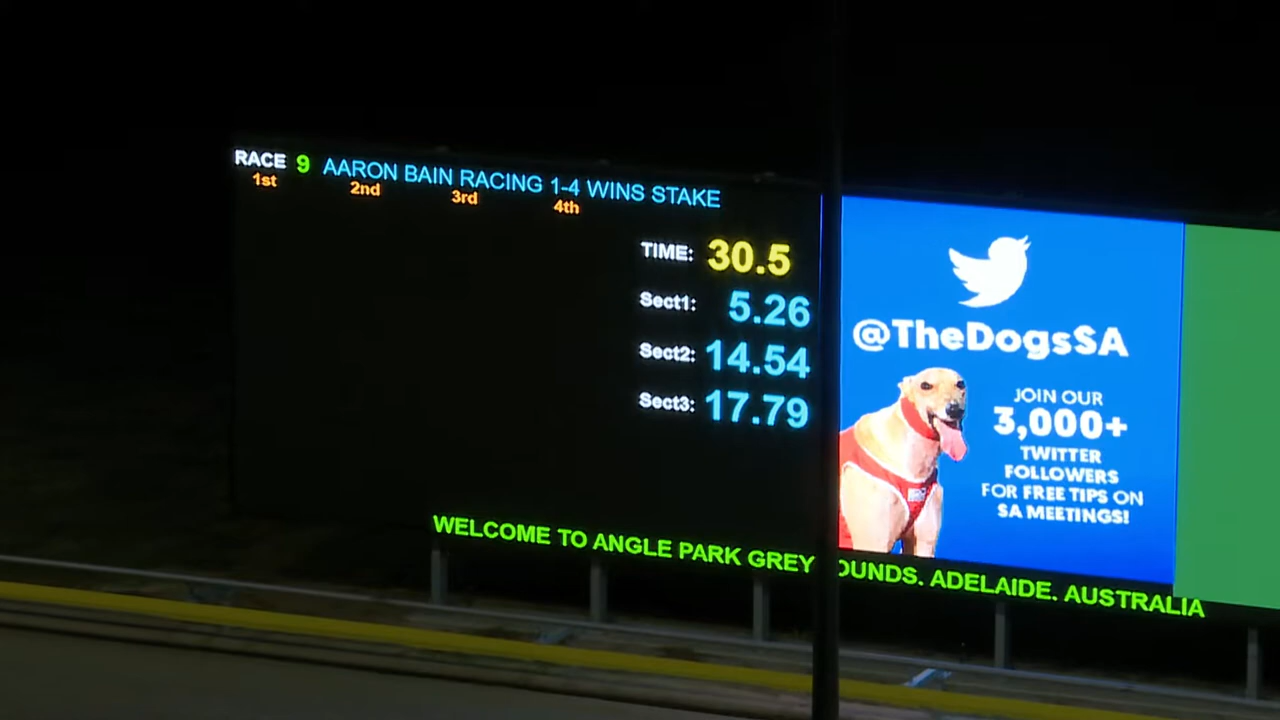 RACE 9 AARON BAIN RACING 1-4 WINS STAKE
1st 2nd 3rd 4th
TIME: 30.5
Sect1: 5.26
Sect2: 14.54
Sect3: 17.79
@TheDogsSA
JOIN OUR
3,000+
TWITTER
FOLLOWERS
FOR FREE TIPS ON
SA MEETINGS!
WELCOME TO ANGLE PARK GREY OUNDS. ADELAIDE. AUSTRALIA